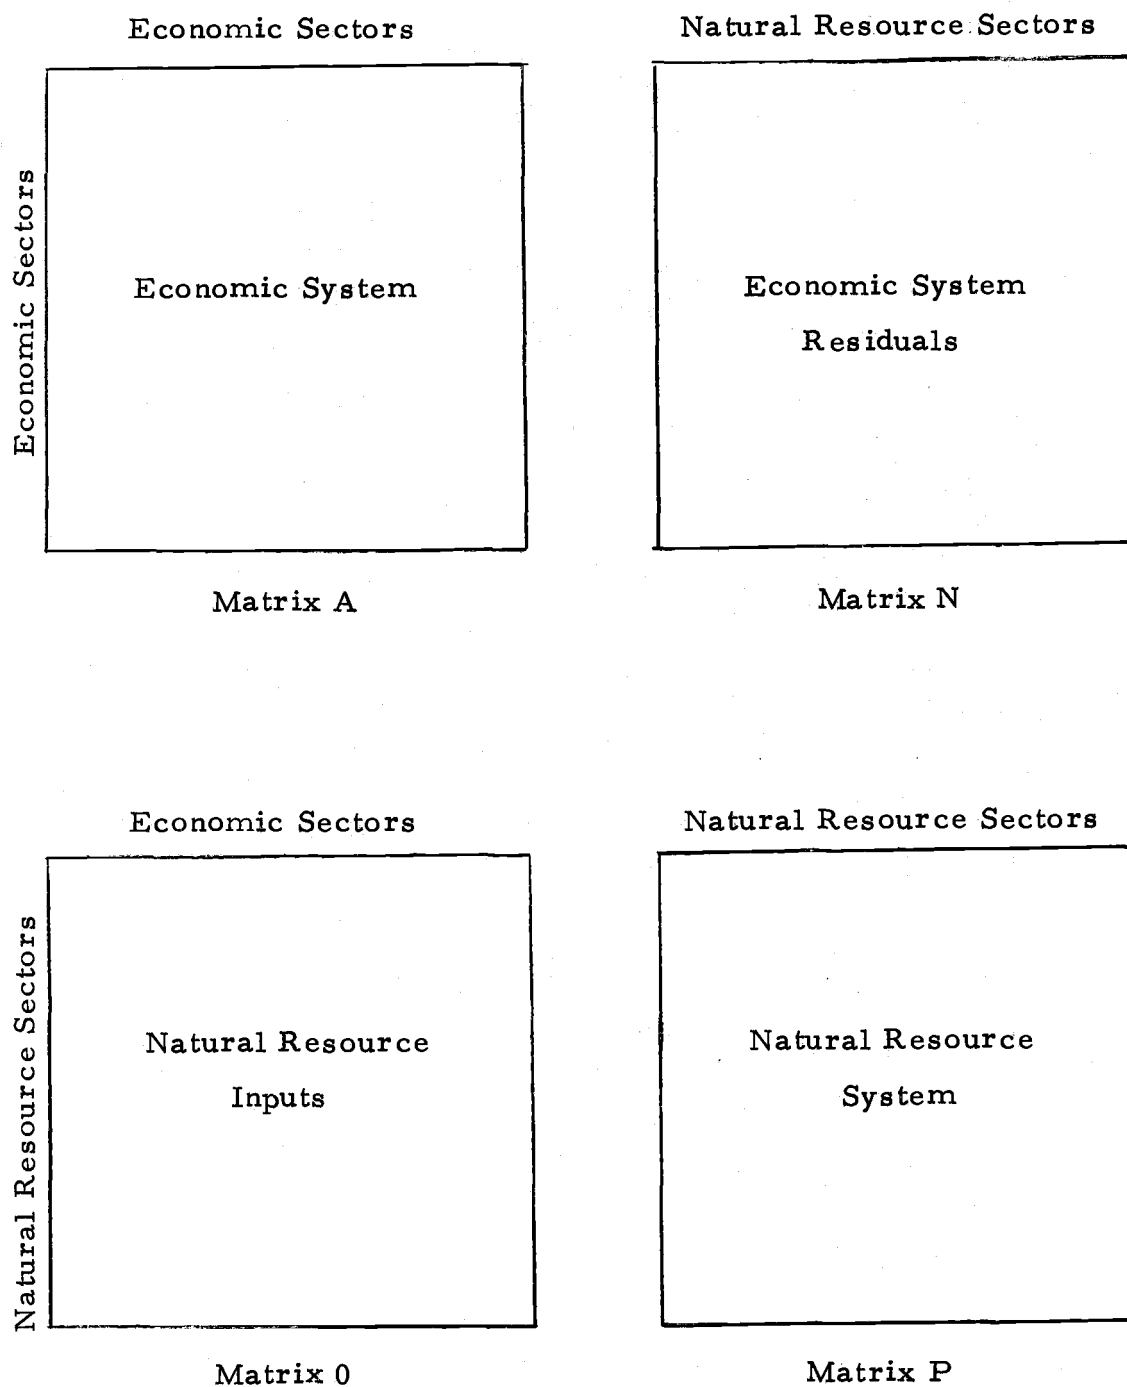 Economic Sectors
Natural Resource Sectors
Economic Sectors
Economic System
Economic System
Residuals
Matrix A
Matrix N
Economic Sectors
Natural Resource Sectors
Natural Resource Sectors
Natural Resource
Inputs
Natural Resource
System
Matrix 0
Matrix P